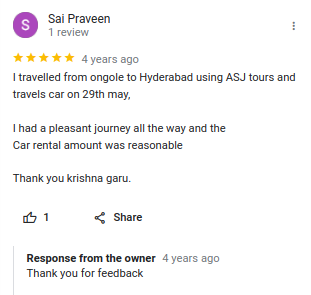 S
Sai Praveen
1 review
4 years ago
I travelled from ongole to Hyderabad using ASJ tours and
travels car on 29th may,
I had a pleasant journey all the way and the
Car rental amount was reasonable
Thank you krishna garu.
1
Share
Response from the owner 4 years ago
Thank you for feedback